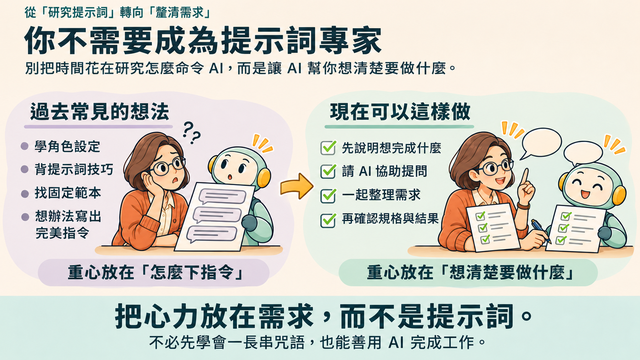 從「研究提示詞」轉向「釐清需求」
你不需要成為提示詞專家
別把時間花在研究怎麼命令 AI，而是讓 AI 幫你想清楚要做什麼。
過去常見的想法
學角色設定
背提示詞技巧
找固定範本
想辦法寫出
完美指令
??
重心放在「怎麼下指令」
現在可以這樣做
先說明想完成什麼
請 AI 協助提問
一起整理需求
再確認規格與結果
重心放在「想清楚要做什麼」
把心力放在需求，而不是提示詞。
不必先學會一長串咒語，也能善用 AI 完成工作。